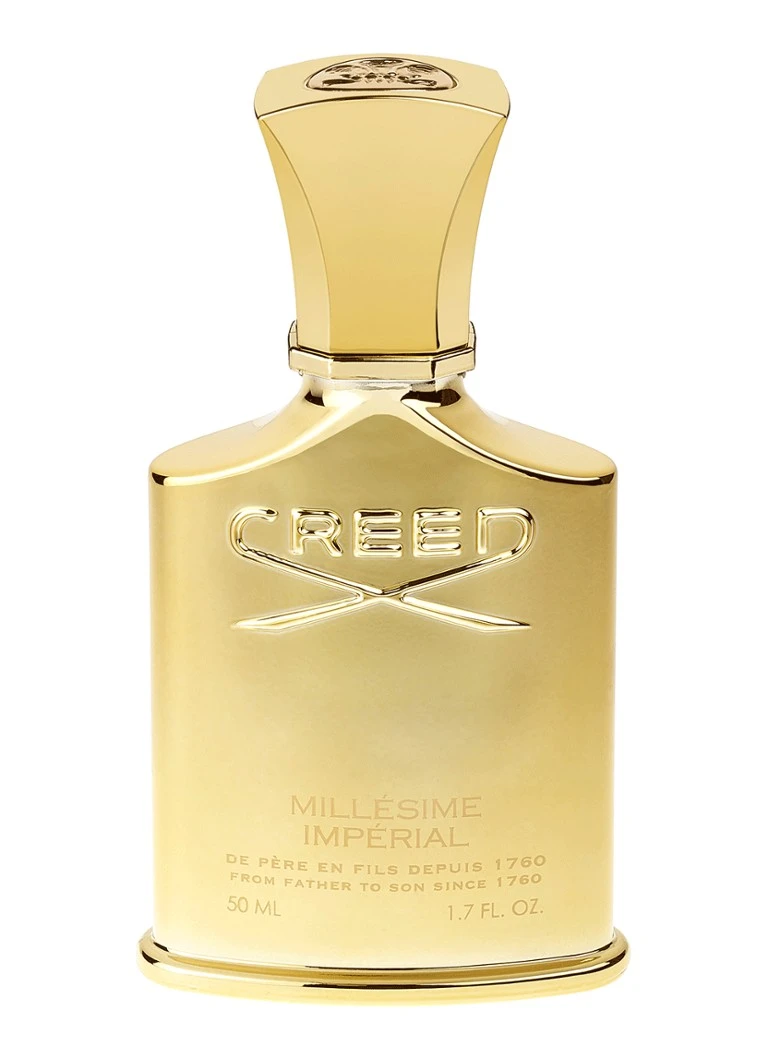 CREED
MILLÉSIME
IMPÉRIAL
DE PÈRE EN FILS DEPUIS 1760
FROM FATHER TO SON SINCE 1760
50 ML 1.7 FL. OZ.